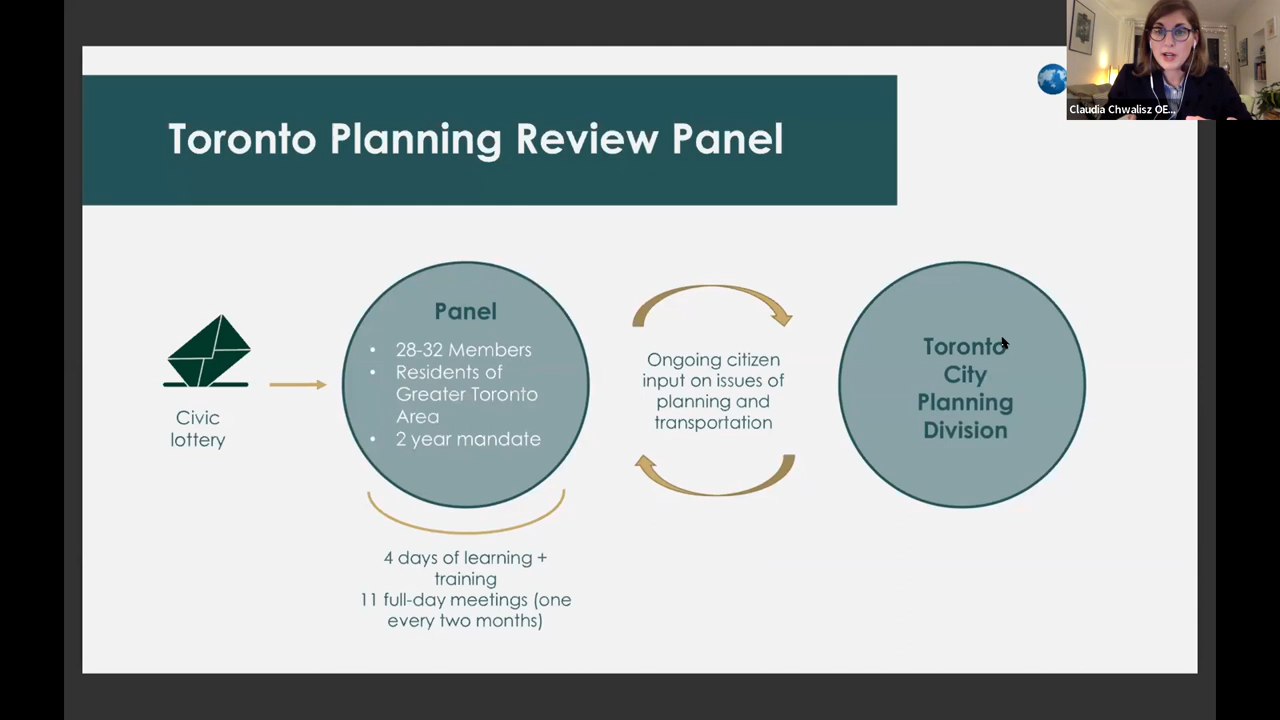 Claudia Chwalisz OE...
Toronto Planning Review Panel
Civic
lottery
Panel
• 28-32 Members
• Residents of
Greater Toronto
Area
• 2 year mandate
4 days of learning +
training
11 full-day meetings (one
every two months)
Ongoing citizen
input on issues of
planning and
transportation
Toronto
City
Planning
Division